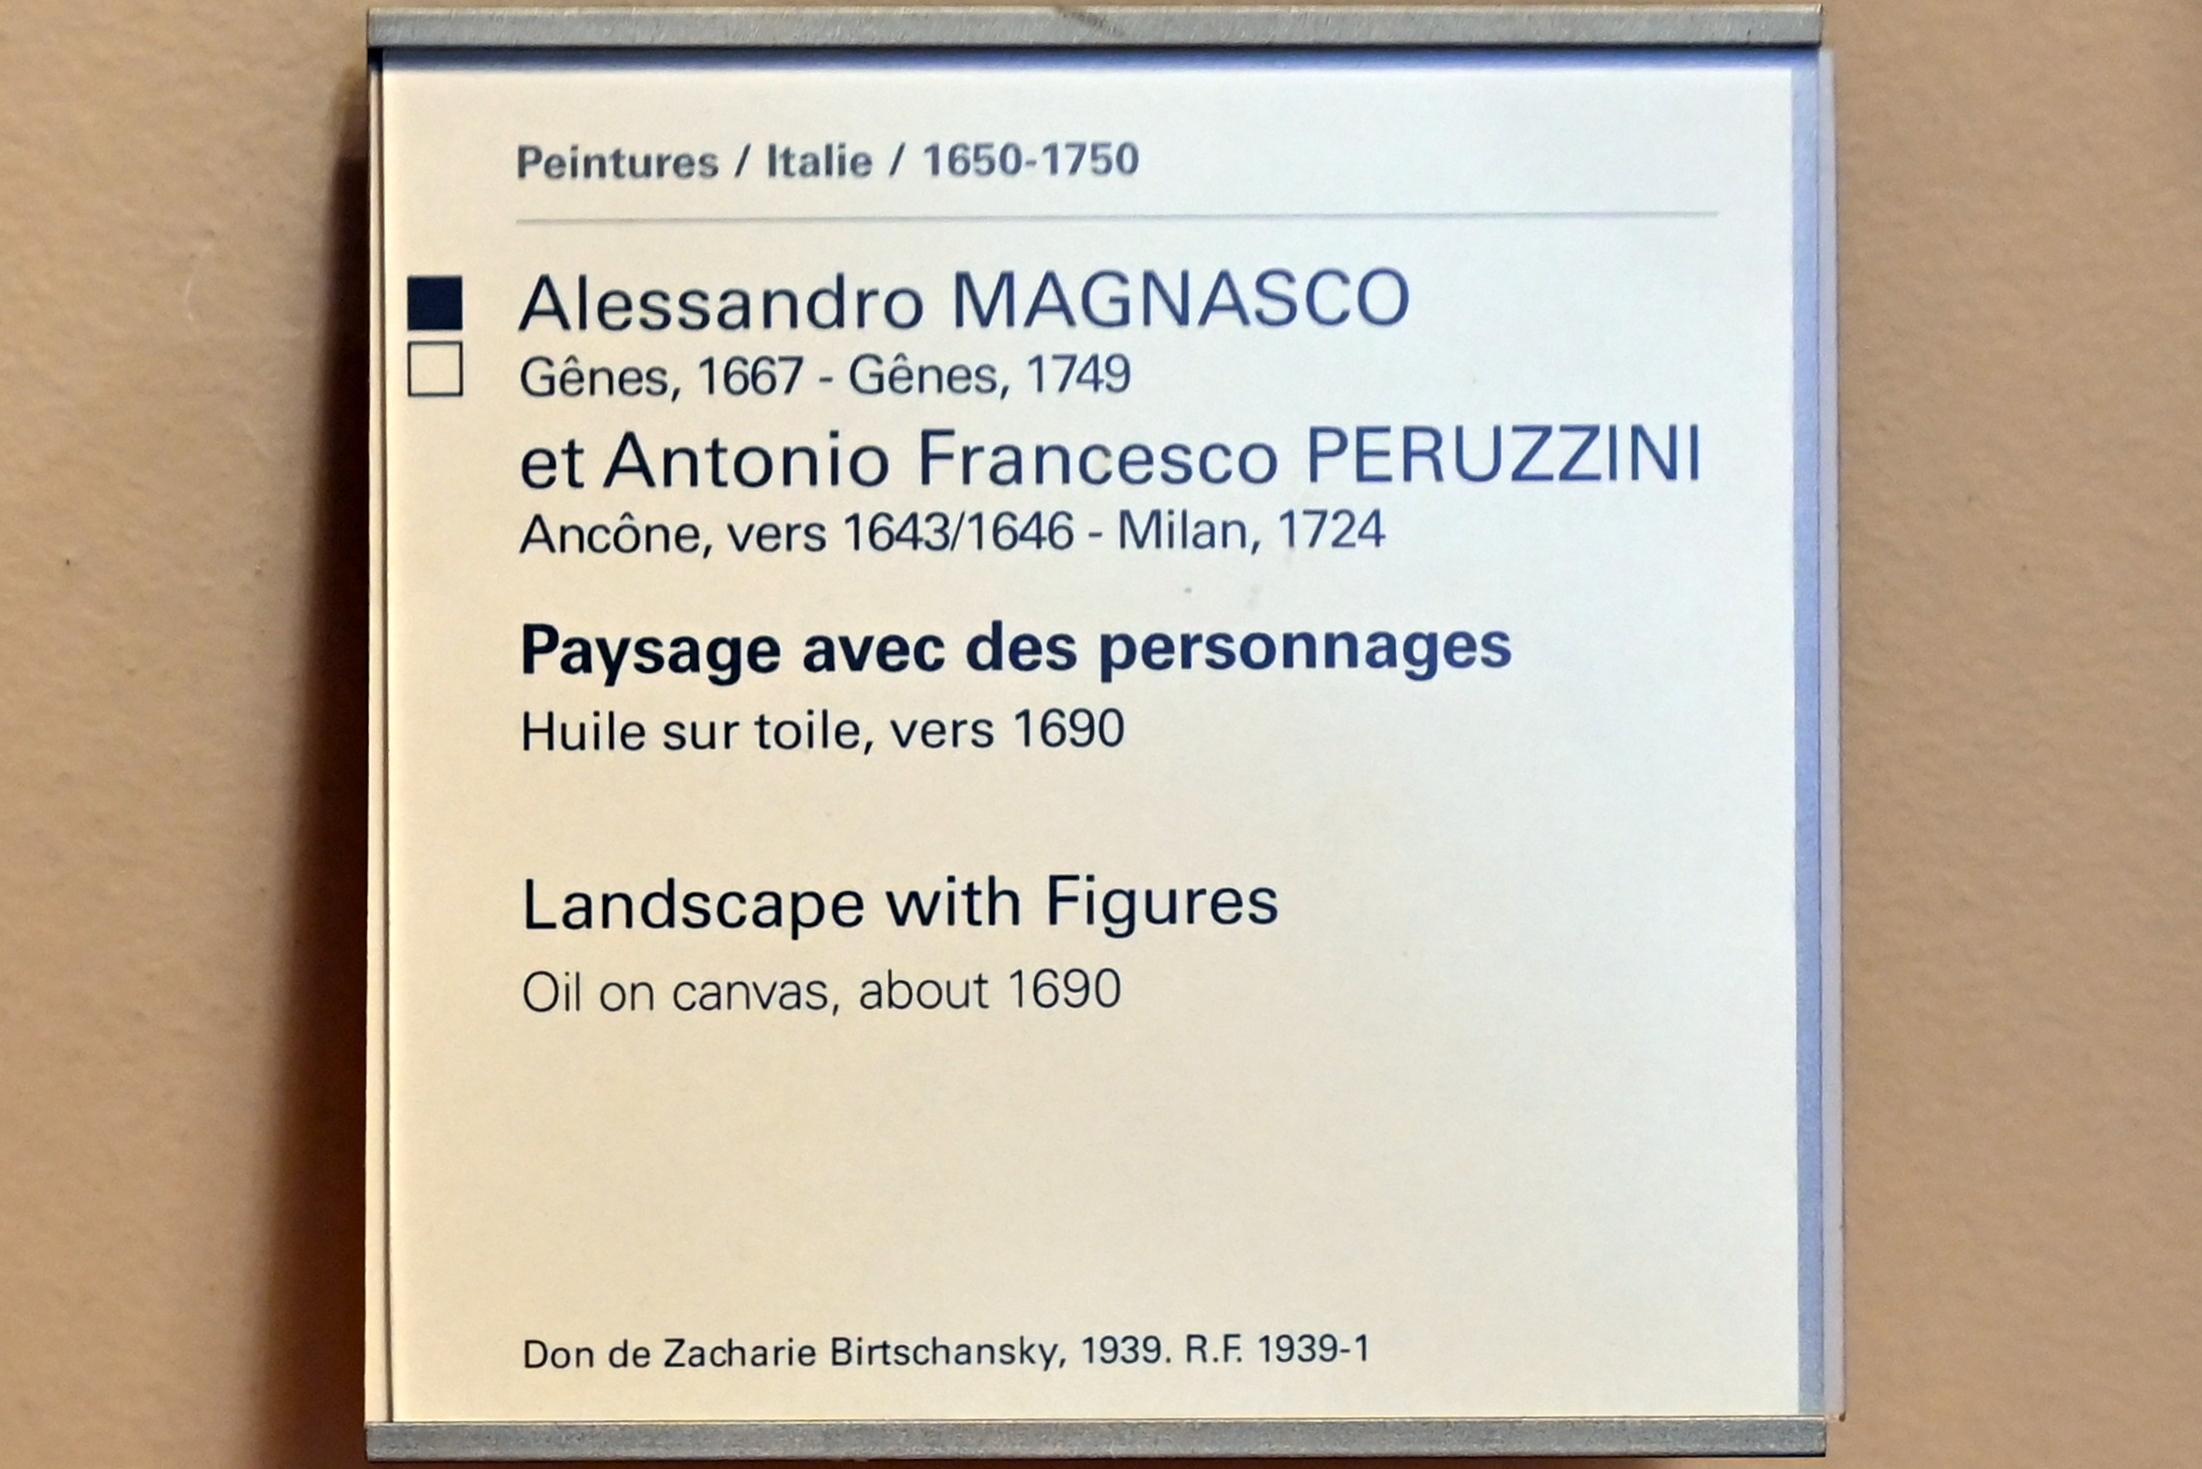 Peintures / Italie / 1650-1750
Alessandro MAGNASCO
Gênes, 1667 - Gênes, 1749
et Antonio Francesco PERUZZINI
Ancône, vers 1643/1646 - Milan, 1724
Paysage avec des personnages
Huile sur toile, vers 1690
Landscape with Figures
Oil on canvas, about 1690
Don de Zacharie Birtschansky, 1939. R.F. 1939-1